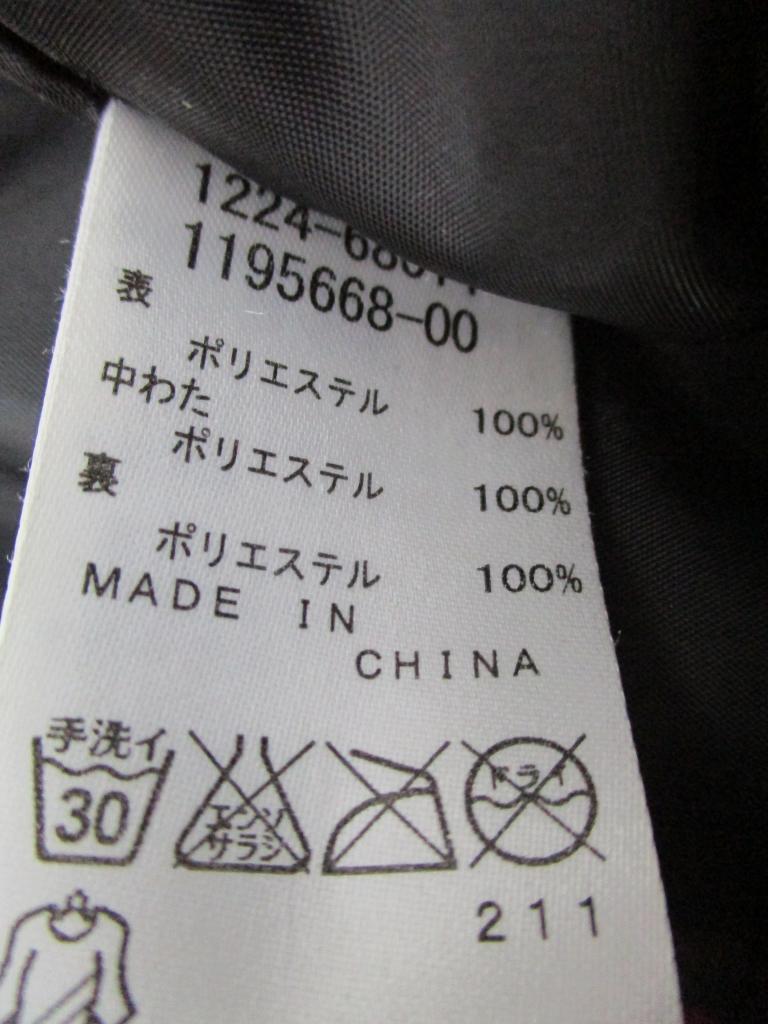 1195668-00
表
ポリエステル 100%
中わた
ポリエステル 100%
裏
ポリエステル 100%
MADE IN
CHINA
手洗イ
30
エンソ
サラシ
ドライ
211